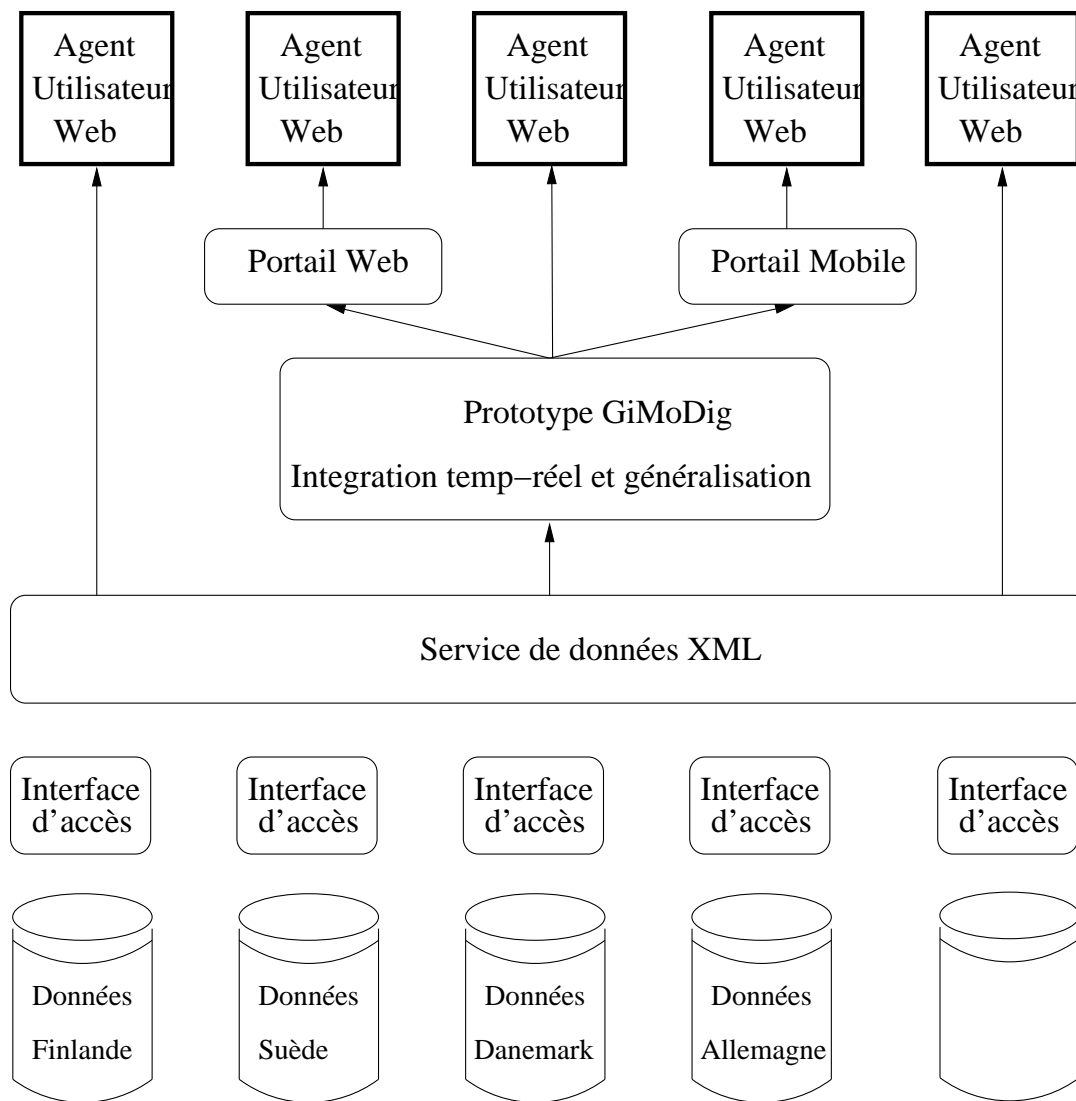 Agent
Utilisateur
Web
Agent
Utilisateur
Web
Agent
Utilisateur
Web
Agent
Utilisateur
Web
Agent
Utilisateur
Web
Portail Web
Portail Mobile
Prototype GiMoDig
Integration temp−réel et généralisation
Service de données XML
Interface
d'accès
Interface
d'accès
Interface
d'accès
Interface
d'accès
Interface
d'accès
Données
Finlande
Données
Suède
Données
Danemark
Données
Allemagne